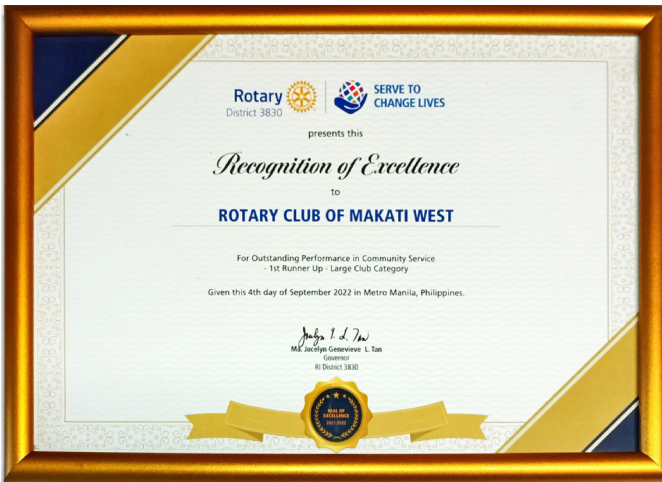 Rotary
District 3830
SERVE TO
CHANGE LIVES
presents this
Recognition of Excellence
to
ROTARY CLUB OF MAKATI WEST
For Outstanding Performance in Community Service
- 1st Runner Up - Large Club Category
Given this 4th day of September 2022 in Metro Manila, Philippines.
Ma. Jocelyn Genevieve L. Tan
Governor
RI District 3830
SEAL OF
EXCELLENCE
2021-2022